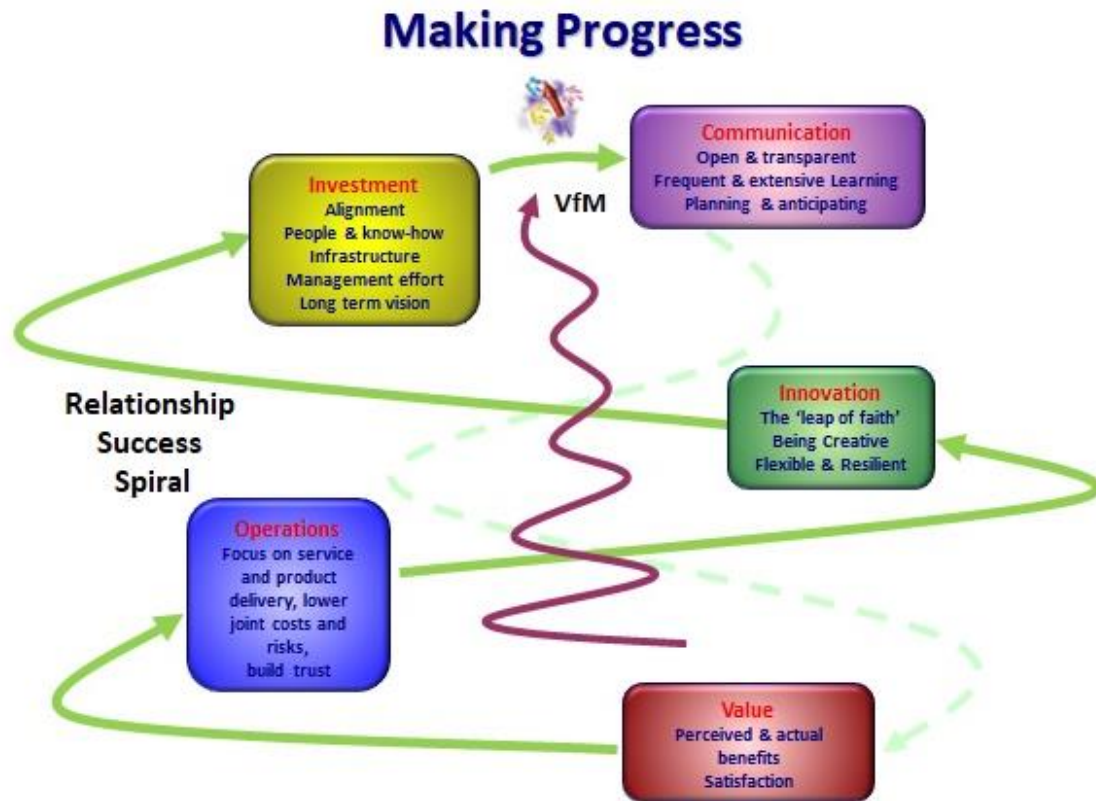 Making Progress
Communication
Open & transparent
Frequent & extensive Learning
Planning & anticipating
Investment
Alignment
People & know-how
Infrastructure
Management effort
Long term vision
VfM
Innovation
The ‘leap of faith’
Being Creative
Flexible & Resilient
Relationship
Success
Spiral
Operations
Focus on service
and product
delivery, lower
joint costs and
risks,
build trust
Value
Perceived & actual
benefits
Satisfaction